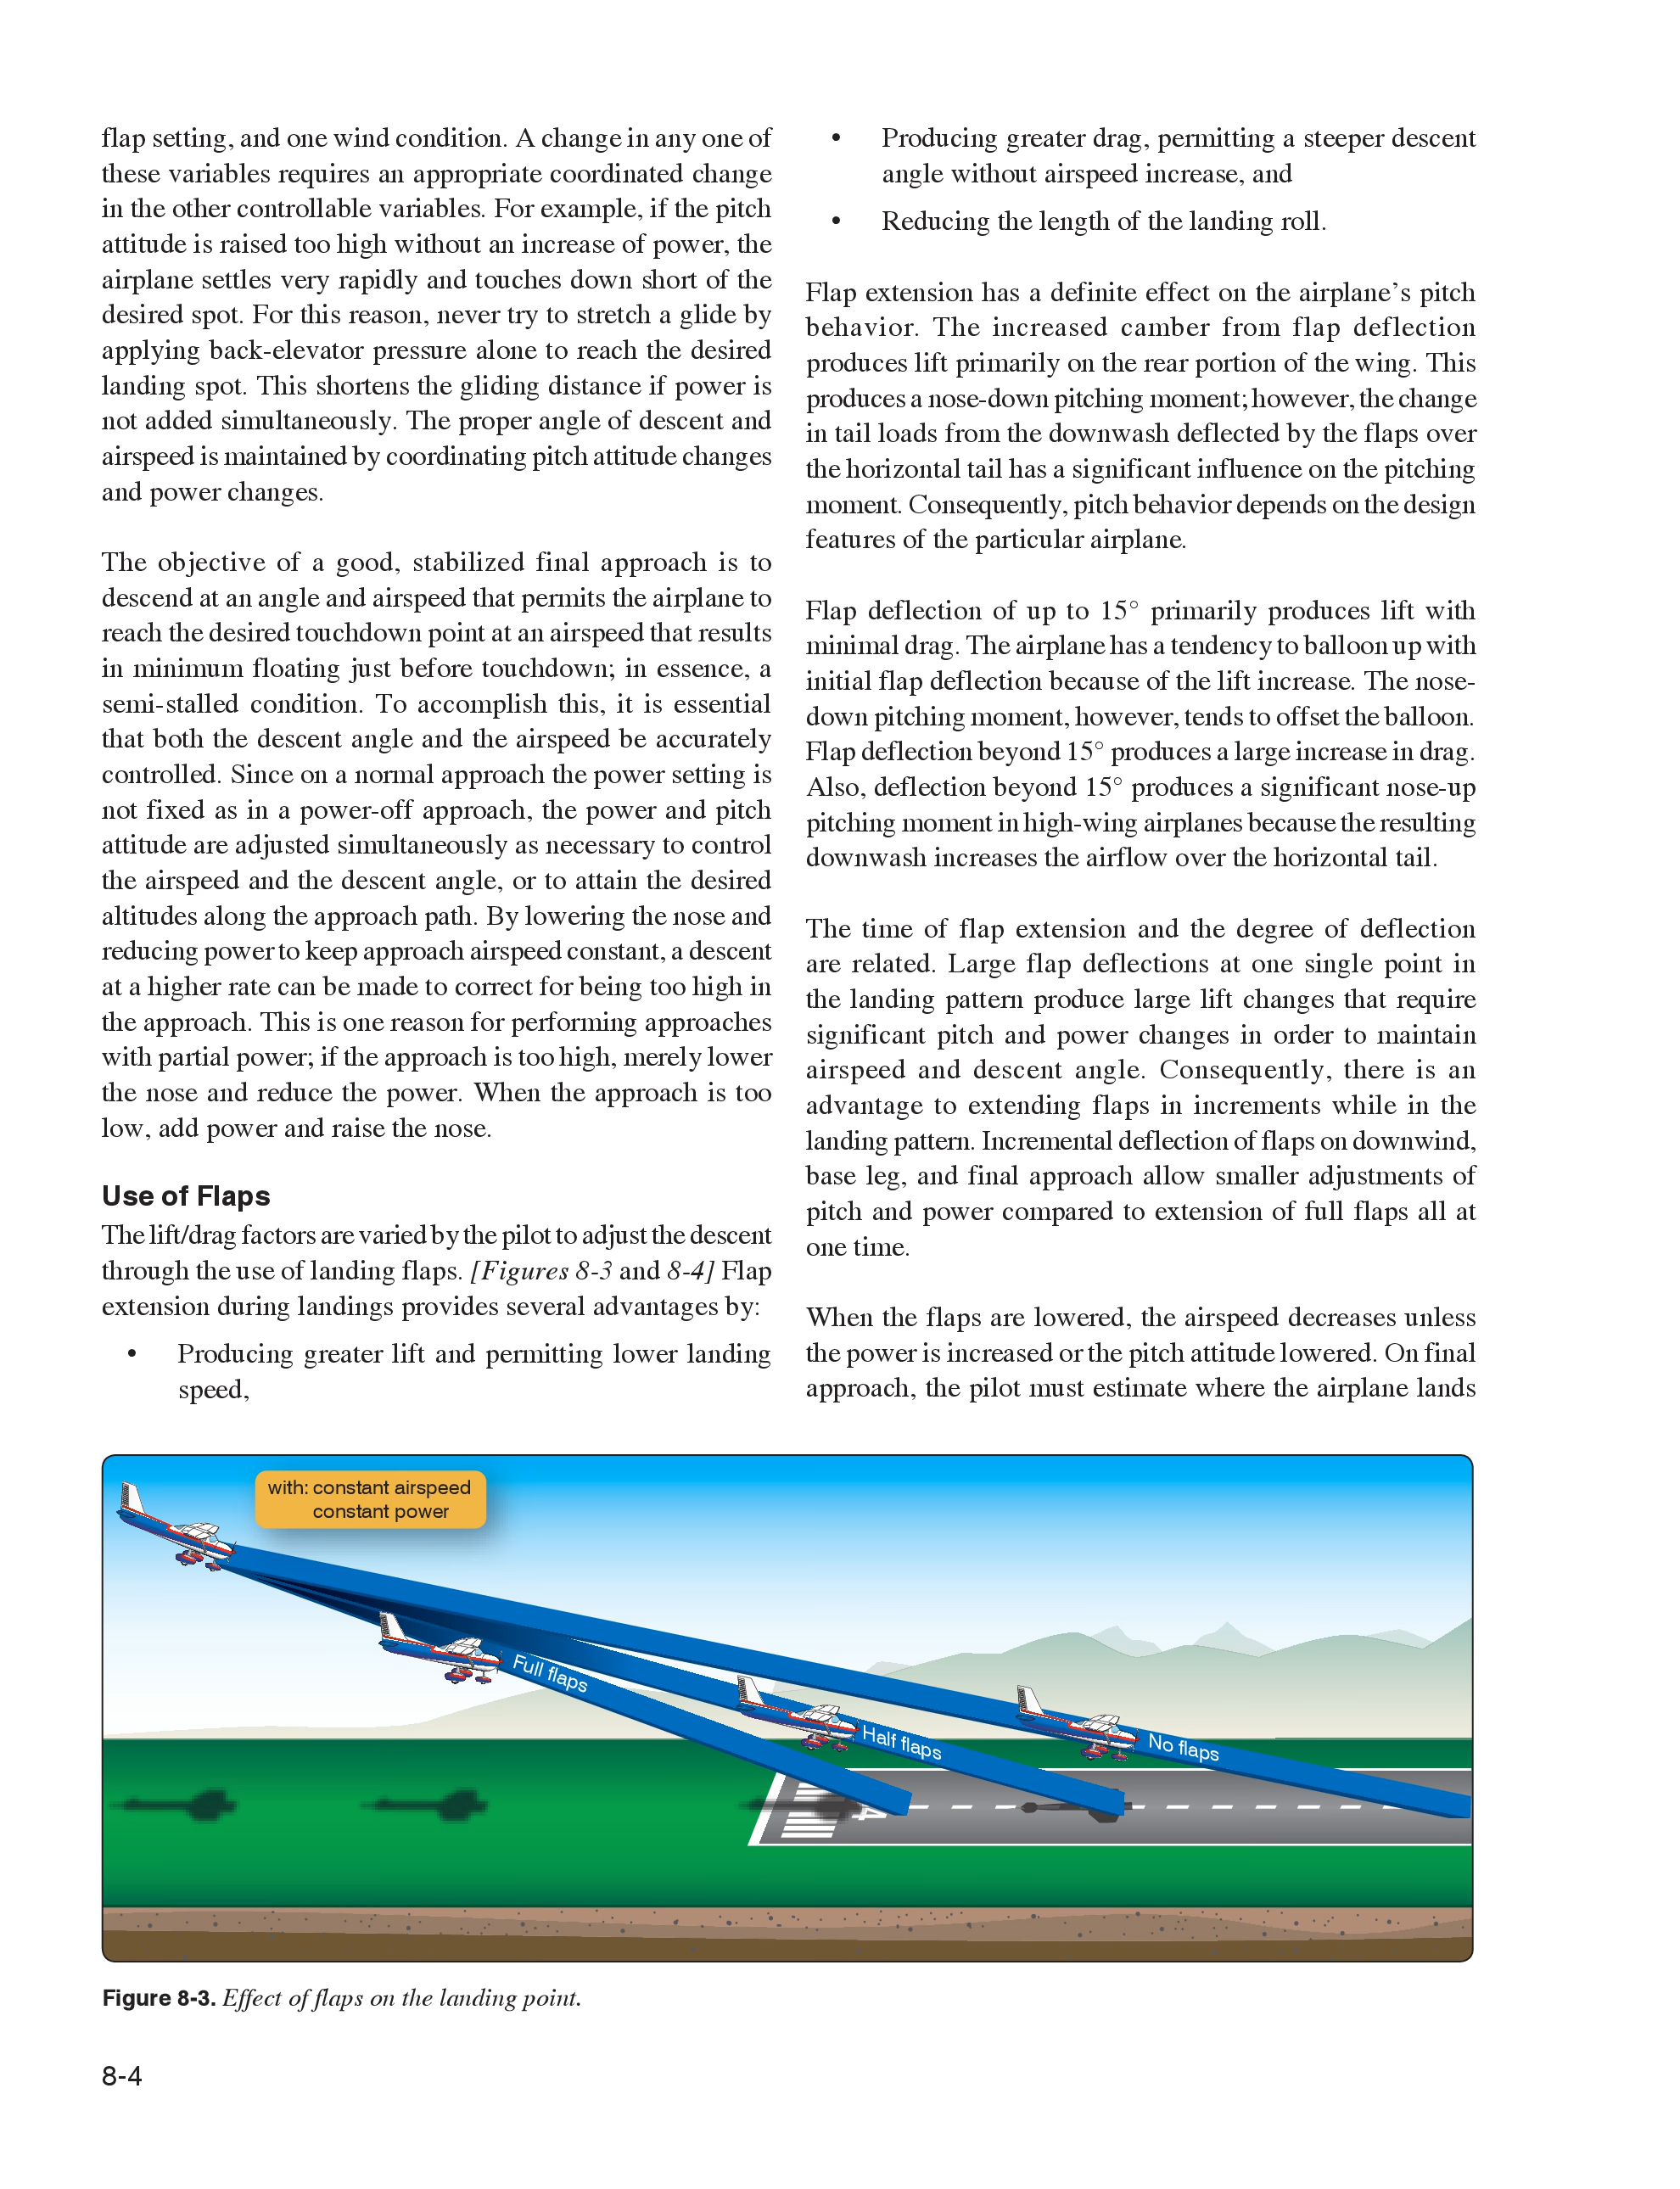 flap setting, and one wind condition. A change in any one of
these variables requires an appropriate coordinated change
in the other controllable variables. For example, if the pitch
attitude is raised too high without an increase of power, the
airplane settles very rapidly and touches down short of the
desired spot. For this reason, never try to stretch a glide by
applying back-elevator pressure alone to reach the desired
landing spot. This shortens the gliding distance if power is
not added simultaneously. The proper angle of descent and
airspeed is maintained by coordinating pitch attitude changes
and power changes.
The objective of a good, stabilized final approach is to
descend at an angle and airspeed that permits the airplane to
reach the desired touchdown point at an airspeed that results
in minimum floating just before touchdown; in essence, a
semi-stalled condition. To accomplish this, it is essential
that both the descent angle and the airspeed be accurately
controlled. Since on a normal approach the power setting is
not fixed as in a power-off approach, the power and pitch
attitude are adjusted simultaneously as necessary to control
the airspeed and the descent angle, or to attain the desired
altitudes along the approach path. By lowering the nose and
reducing power to keep approach airspeed constant, a descent
at a higher rate can be made to correct for being too high in
the approach. This is one reason for performing approaches
with partial power; if the approach is too high, merely lower
the nose and reduce the power. When the approach is too
low, add power and raise the nose.
Use of Flaps
The lift/drag factors are varied by the pilot to adjust the descent
through the use of landing flaps. [Figures 8-3 and 8-4] Flap
extension during landings provides several advantages by:
• Producing greater lift and permitting lower landing
speed,
• Producing greater drag, permitting a steeper descent
angle without airspeed increase, and
• Reducing the length of the landing roll.
Flap extension has a definite effect on the airplane's pitch
behavior. The increased camber from flap deflection
produces lift primarily on the rear portion of the wing. This
produces a nose-down pitching moment; however, the change
in tail loads from the downwash deflected by the flaps over
the horizontal tail has a significant influence on the pitching
moment. Consequently, pitch behavior depends on the design
features of the particular airplane.
Flap deflection of up to 15° primarily produces lift with
minimal drag. The airplane has a tendency to balloon up with
initial flap deflection because of the lift increase. The nose-
down pitching moment, however, tends to offset the balloon.
Flap deflection beyond 15° produces a large increase in drag.
Also, deflection beyond 15° produces a significant nose-up
pitching moment in high-wing airplanes because the resulting
downwash increases the airflow over the horizontal tail.
The time of flap extension and the degree of deflection
are related. Large flap deflections at one single point in
the landing pattern produce large lift changes that require
significant pitch and power changes in order to maintain
airspeed and descent angle. Consequently, there is an
advantage to extending flaps in increments while in the
landing pattern. Incremental deflection of flaps on downwind,
base leg, and final approach allow smaller adjustments of
pitch and power compared to extension of full flaps all at
one time.
When the flaps are lowered, the airspeed decreases unless
the power is increased or the pitch attitude lowered. On final
approach, the pilot must estimate where the airplane lands
with: constant airspeed
constant power
Full flaps
Half flaps
No flaps
Figure 8-3. Effect of flaps on the landing point.
8-4